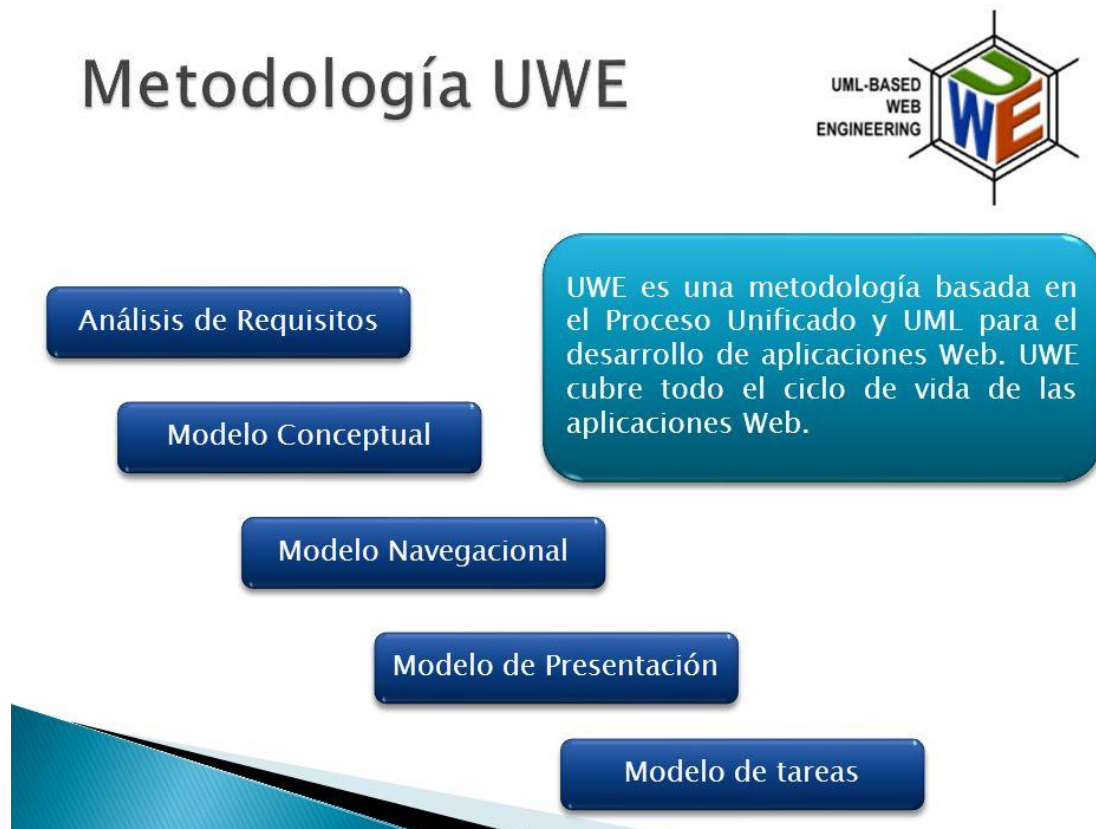 Metodología UWE
UML-BASED
WEB
ENGINEERING
UWE
Análisis de Requisitos
UWE es una metodología basada en
el Proceso Unificado y UML para el
desarrollo de aplicaciones Web. UWE
cubre todo el ciclo de vida de las
aplicaciones Web.
Modelo Conceptual
Modelo Navegacional
Modelo de Presentación
Modelo de tareas